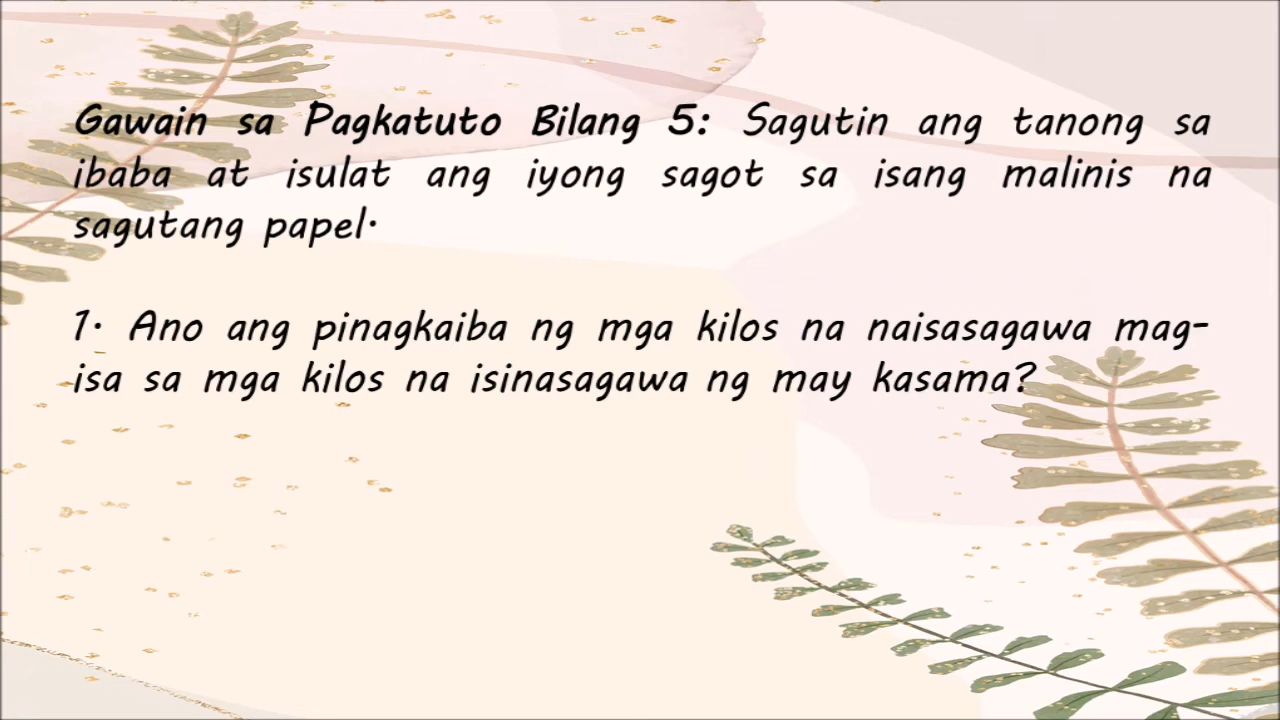 Gawain sa Pagkatuto Bilang 5: Sagutin ang tanong sa
ibaba at isulat ang iyong sagot sa isang malinis na
sagutang papel.
1. Ano ang pinagkaiba ng mga kilos na naisasagawa mag-
isa sa mga kilos na isinasagawa ng may kasama?